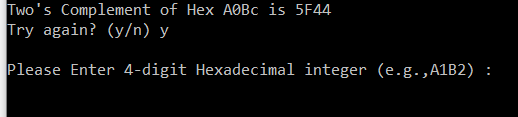 Two's Complement of Hex A0Bc is 5F44
Try again? (y/n) y
Please Enter 4-digit Hexadecimal integer (e.g.,A1B2) :